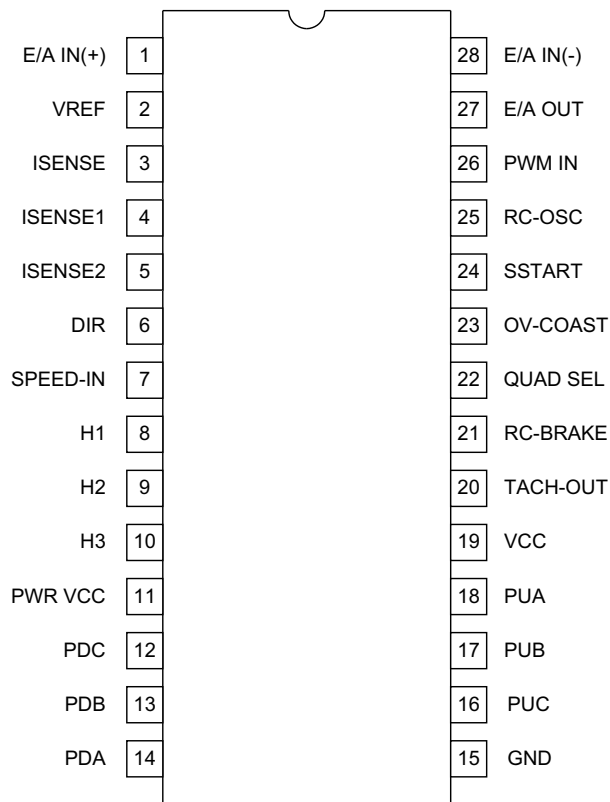 E/A IN(+) 1 28 E/A IN(-)
VREF 2 27 E/A OUT
ISENSE 3 26 PWM IN
ISENSE1 4 25 RC-OSC
ISENSE2 5 24 SSTART
DIR 6 23 OV-COAST
SPEED-IN 7 22 QUAD SEL
H1 8 21 RC-BRAKE
H2 9 20 TACH-OUT
H3 10 19 VCC
PWR VCC 11 18 PUA
PDC 12 17 PUB
PDB 13 16 PUC
PDA 14 15 GND